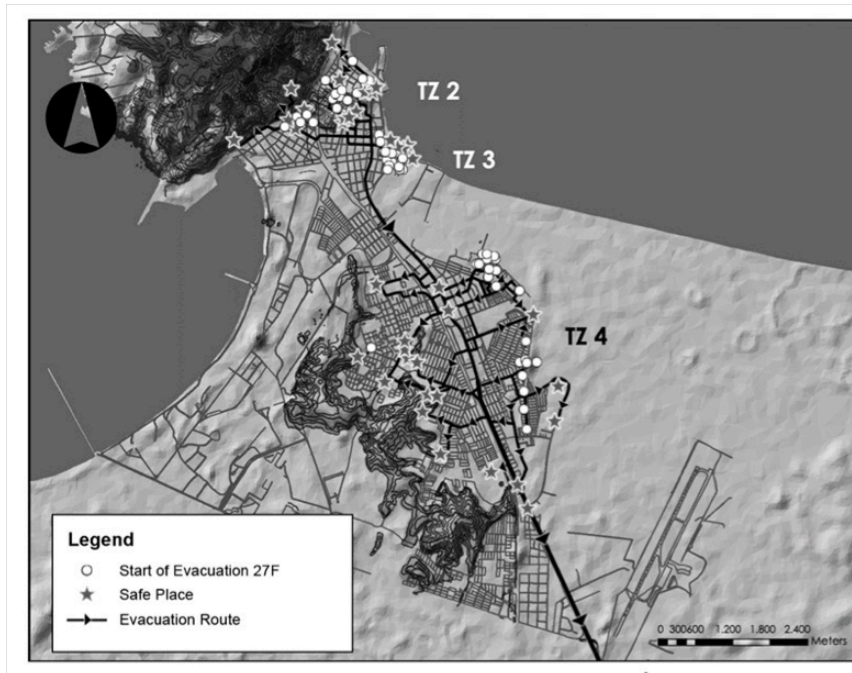 TZ 2
TZ 3
TZ 4
Legend
Start of Evacuation 27F
Safe Place
Evacuation Route
0 300600 1.200 1.800 2.400
Meters